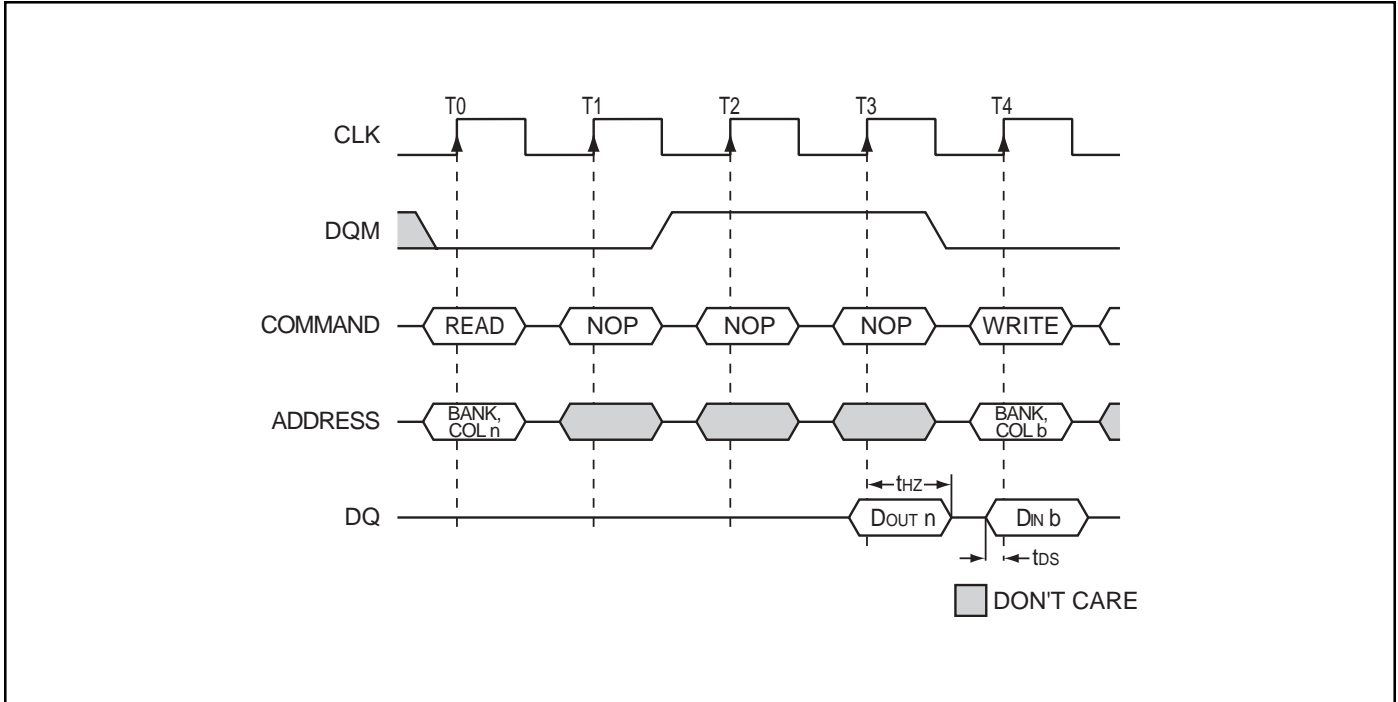 T0 T1 T2 T3 T4
CLK
DQM
COMMAND READ NOP NOP NOP WRITE
ADDRESS BANK, COL n BANK, COL b
tHZ
DQ DOUT n DIN b
tDS
DON'T CARE